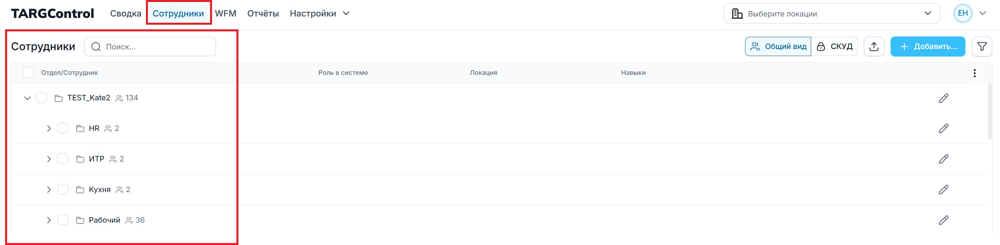 TARGControl Сводка Сотрудники WFM Отчёты Настройки Выберите локации EH
Сотрудники Поиск... Общий вид СКУД + Добавить...
Отдел/Сотрудник Роль в системе Локация Навыки
TEST_Kate2 134
HR 2
ИТР 2
Кухня 2
Рабочий 36